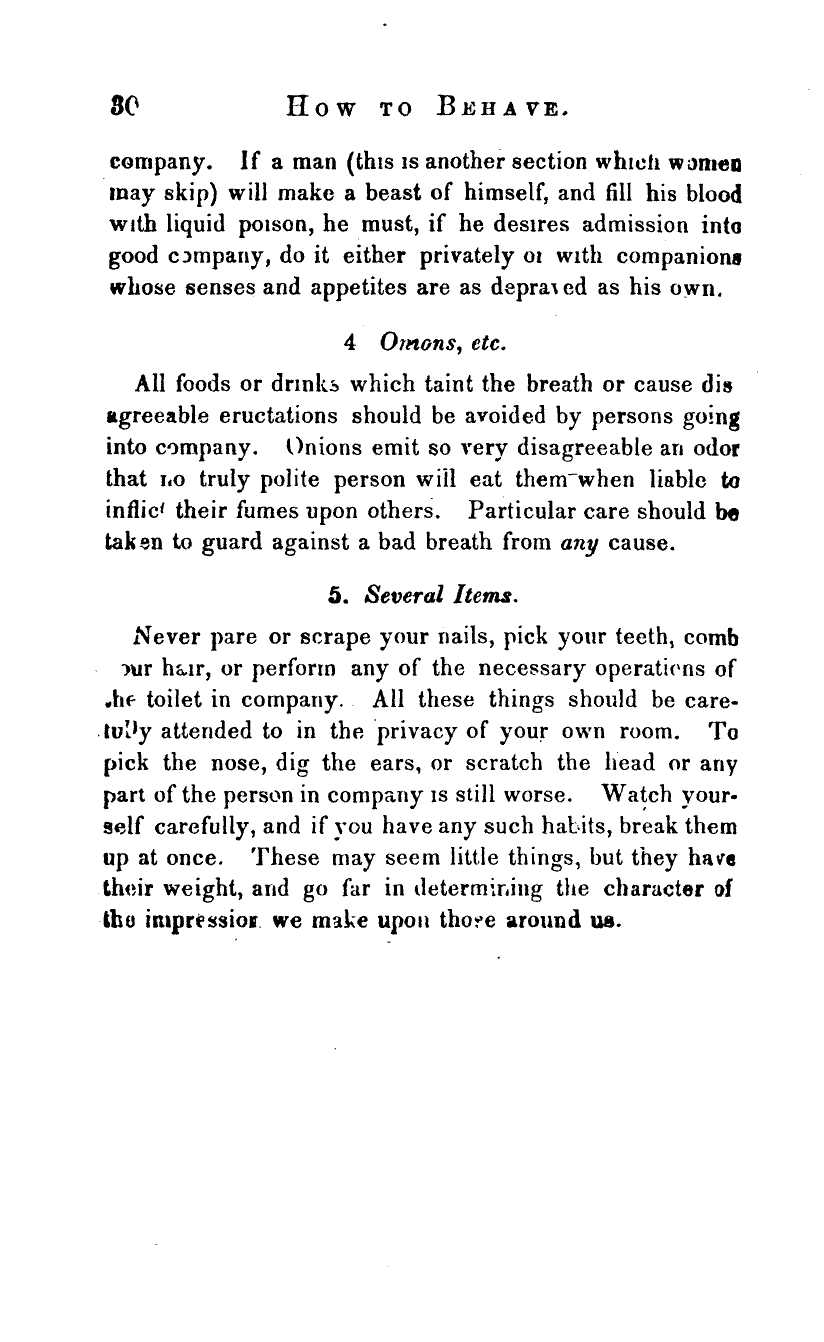 30 HOW TO BEHAVE.
company. If a man (this is another section which women
may skip) will make a beast of himself, and fill his blood
with liquid poison, he must, if he desires admission into
good company, do it either privately or with companions
whose senses and appetites are as depraved as his own.
4 Onions, etc.
All foods or drinks which taint the breath or cause dis
agreeable eructations should be avoided by persons going
into company. Onions emit so very disagreeable an odor
that no truly polite person will eat them when liable to
inflict their fumes upon others. Particular care should be
taken to guard against a bad breath from any cause.
5. Several Items.
Never pare or scrape your nails, pick your teeth, comb
our hair, or perform any of the necessary operations of
the toilet in company. All these things should be care-
fully attended to in the privacy of your own room. To
pick the nose, dig the ears, or scratch the head or any
part of the person in company is still worse. Watch your-
self carefully, and if you have any such habits, break them
up at once. These may seem little things, but they have
their weight, and go far in determining the character of
the impression we make upon those around us.